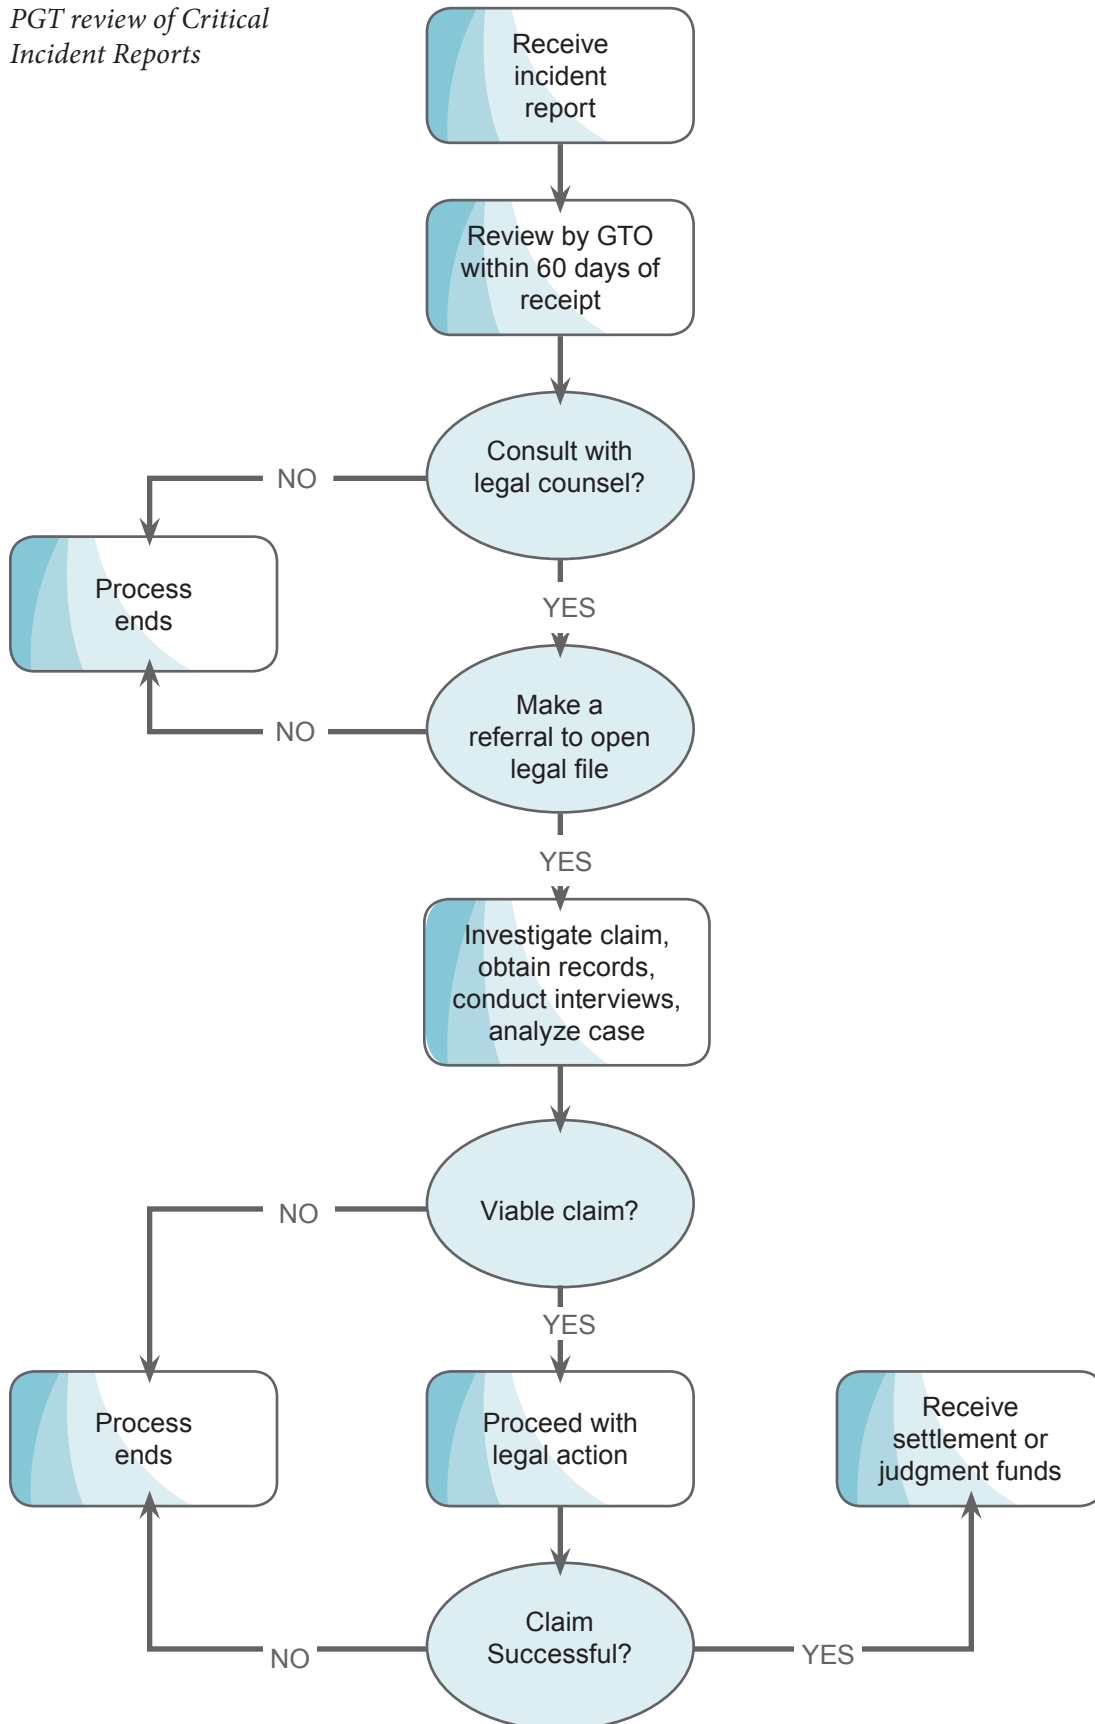 PGT review of Critical
Incident Reports
Receive
incident
report
Review by GTO
within 60 days of
receipt
Consult with
legal counsel?
NO
Process
ends
YES
Make a
referral to open
legal file
NO
YES
Investigate claim,
obtain records,
conduct interviews,
analyze case
Viable claim?
NO
YES
Process
ends
Proceed with
legal action
Receive
settlement or
judgment funds
Claim
Successful?
NO
YES